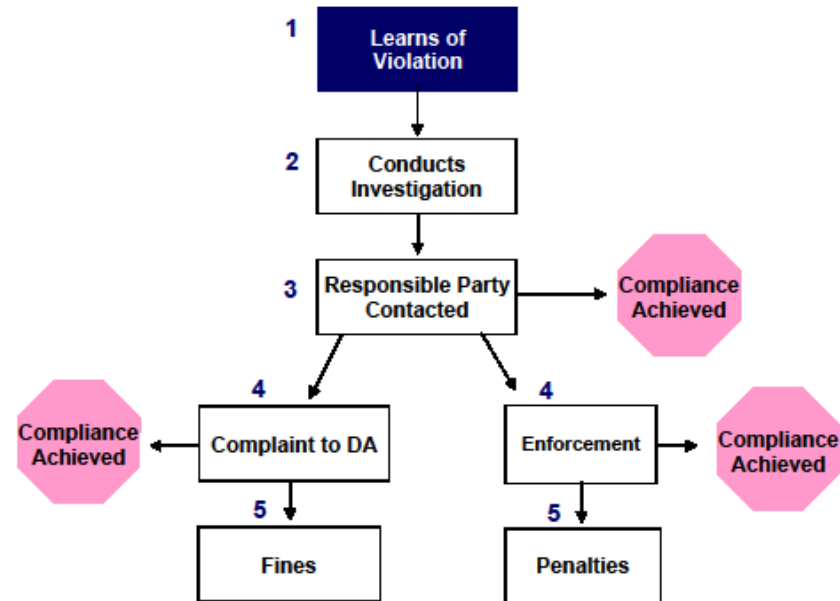 1
Learns of
Violation
2
Conducts
Investigation
3
Responsible Party
Contacted
Compliance
Achieved
4
Complaint to DA
Compliance
Achieved
4
Enforcement
Compliance
Achieved
5
Fines
5
Penalties